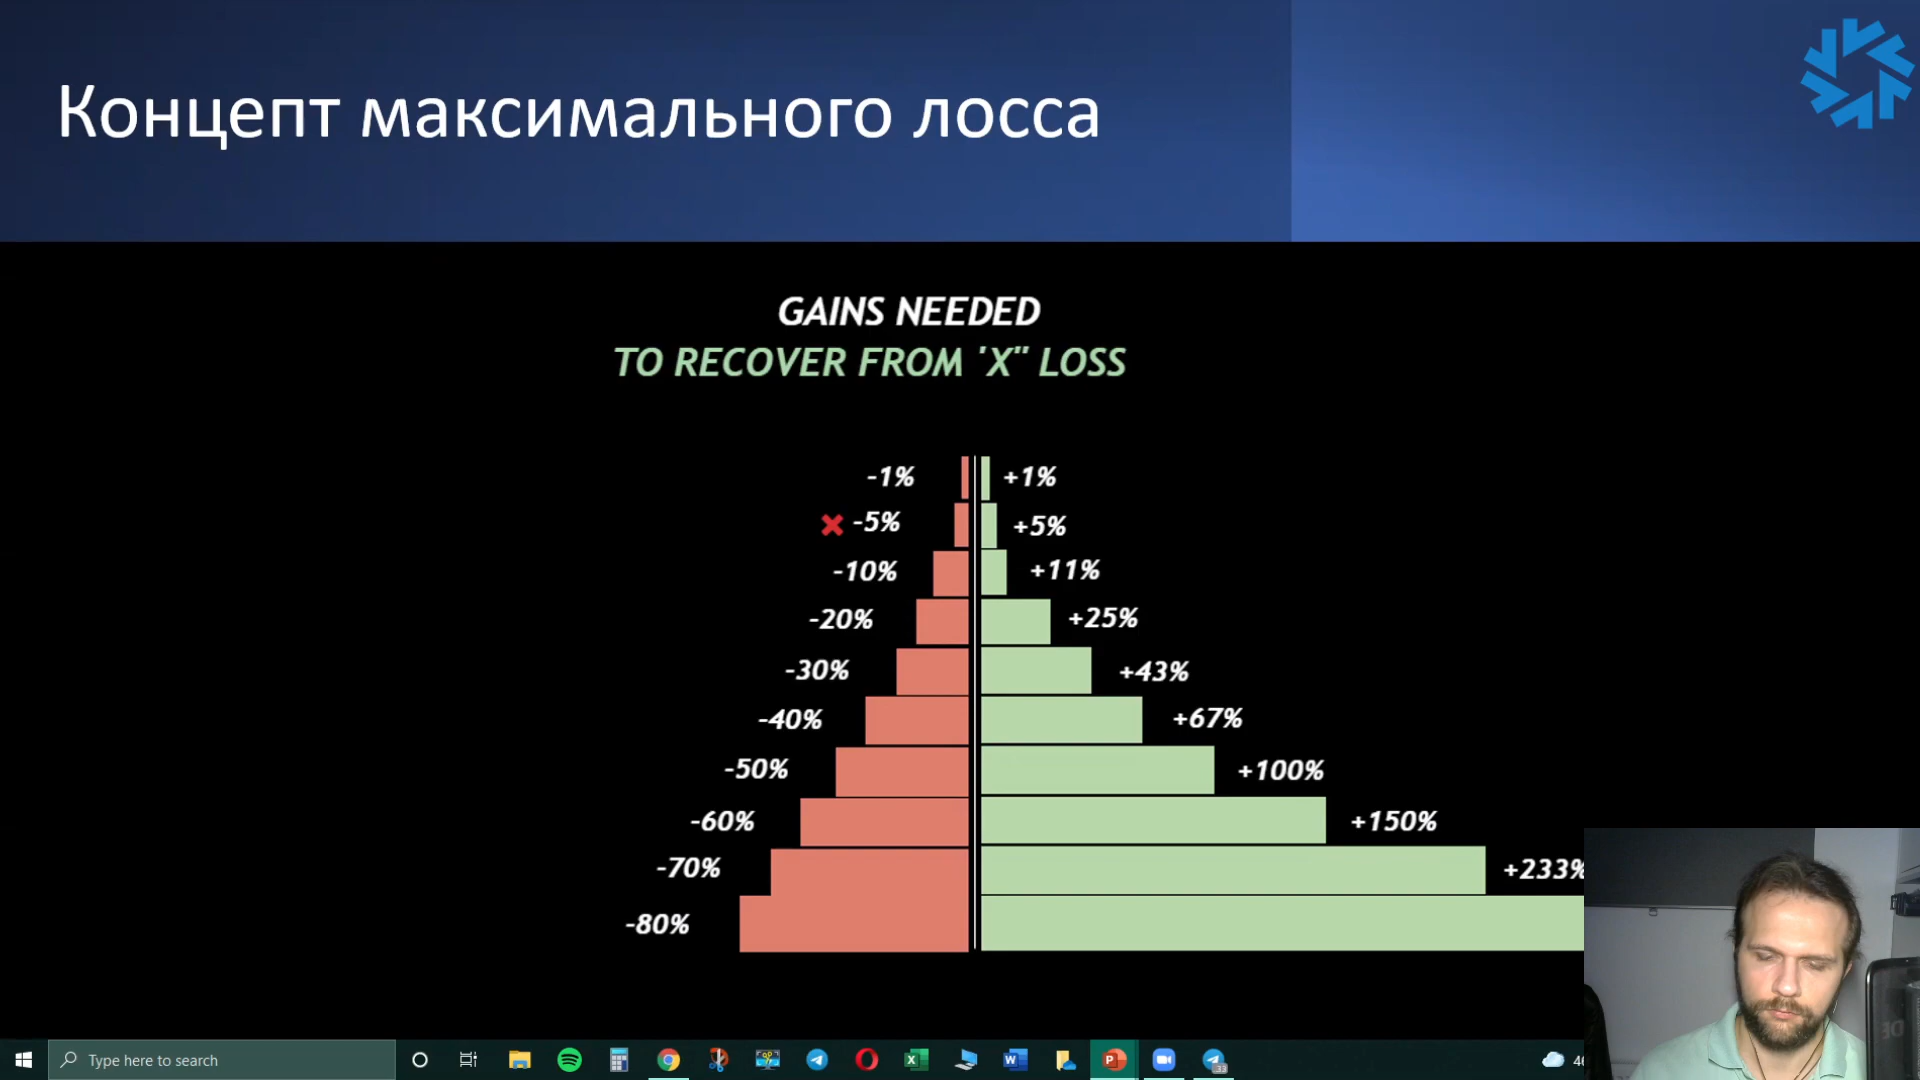 Концепт максимального лосса
GAINS NEEDED
TO RECOVER FROM 'X" LOSS
-1% +1%
-5% +5%
-10% +11%
-20% +25%
-30% +43%
-40% +67%
-50% +100%
-60% +150%
-70% +233%
-80%
Type here to search